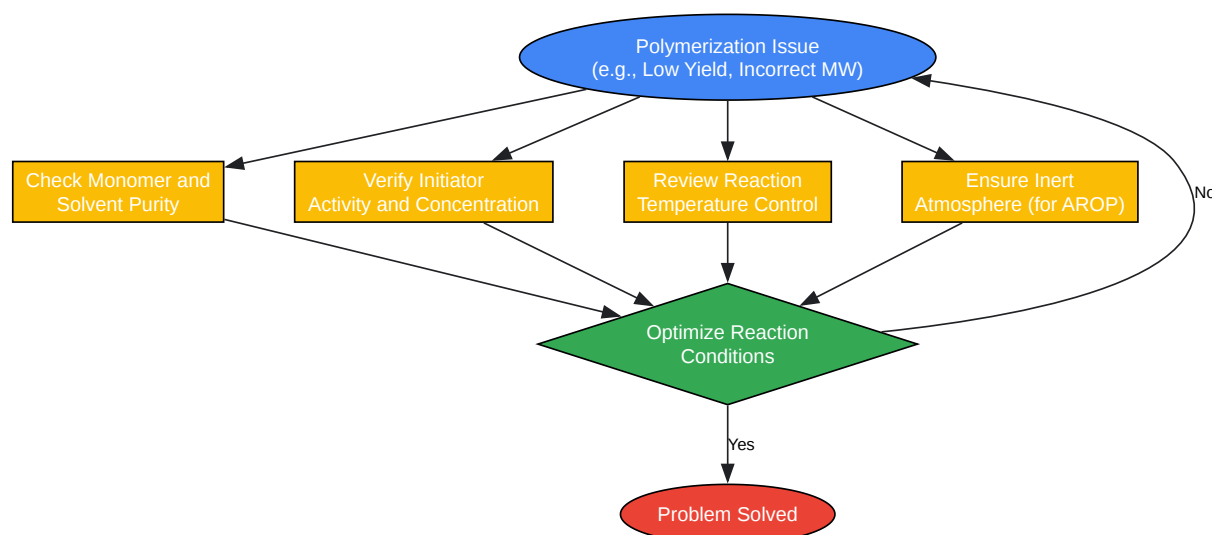 Polymerization Issue
(e.g., Low Yield, Incorrect MW)
Check Monomer and
Solvent Purity
Verify Initiator
Activity and Concentration
Review Reaction
Temperature Control
Ensure Inert
Atmosphere (for AROP)
No
Optimize Reaction
Conditions
Yes
Problem Solved